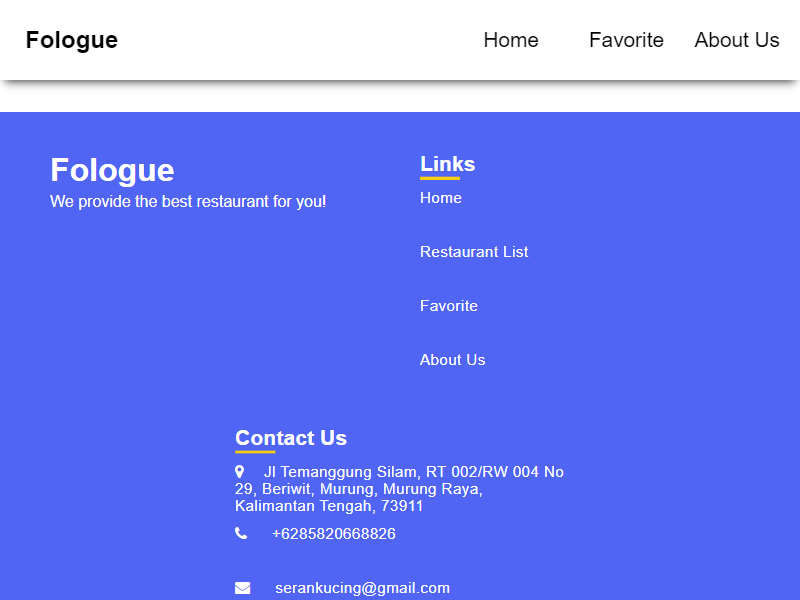 Fologue
Home
Favorite
About Us
Fologue
We provide the best restaurant for you!
Links
Home
Restaurant List
Favorite
About Us
Contact Us
Jl Temanggung Silam, RT 002/RW 004 No
29, Beriwit, Murung, Murung Raya,
Kalimantan Tengah, 73911
+6285820668826
serankucing@gmail.com